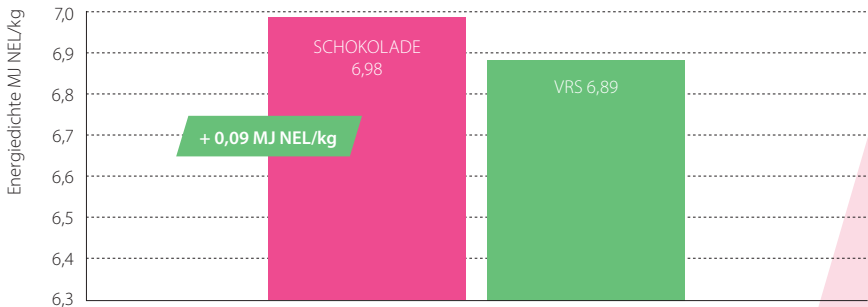 Energiedichte MJ NEL/kg
7,0
6,9
6,8
6,7
6,6
6,5
6,4
6,3
SCHOKOLADE
6,98
VRS 6,89
+ 0,09 MJ NEL/kg